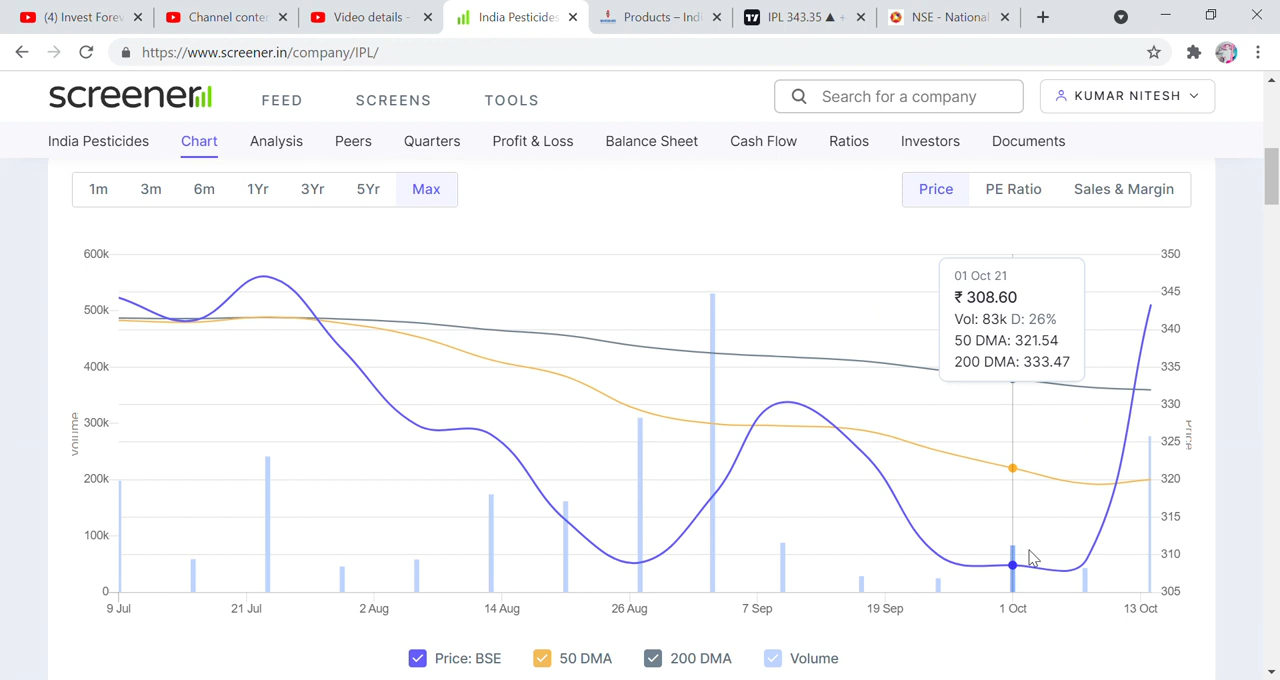 (4) Invest Forev
Channel conter
Video details -
India Pesticides
Products – Indi
IPL 343.35 ▲ +
NSE - National
https://www.screener.in/company/IPL/
screener
FEED
SCREENS
TOOLS
Search for a company
KUMAR NITESH
India Pesticides
Chart
Analysis
Peers
Quarters
Profit & Loss
Balance Sheet
Cash Flow
Ratios
Investors
Documents
1m
3m
6m
1Yr
3Yr
5Yr
Max
Price
PE Ratio
Sales & Margin
600k
500k
400k
300k
200k
100k
0
Volume
350
345
340
335
330
325
320
315
310
305
Price
01 Oct 21
₹ 308.60
Vol: 83k D: 26%
50 DMA: 321.54
200 DMA: 333.47
9 Jul
21 Jul
2 Aug
14 Aug
26 Aug
7 Sep
19 Sep
1 Oct
13 Oct
Price: BSE
50 DMA
200 DMA
Volume